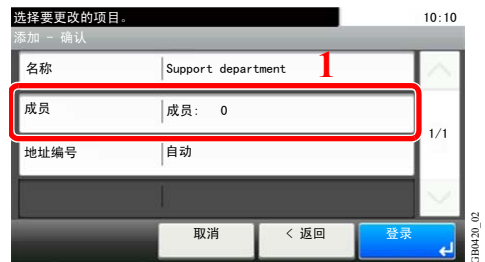 选择要更改的项目。 10:10
添加 - 确认
名称 Support department 1
成员 成员: 0
1/1
地址编号 自动
取消 < 返回 登录
GB0420_02